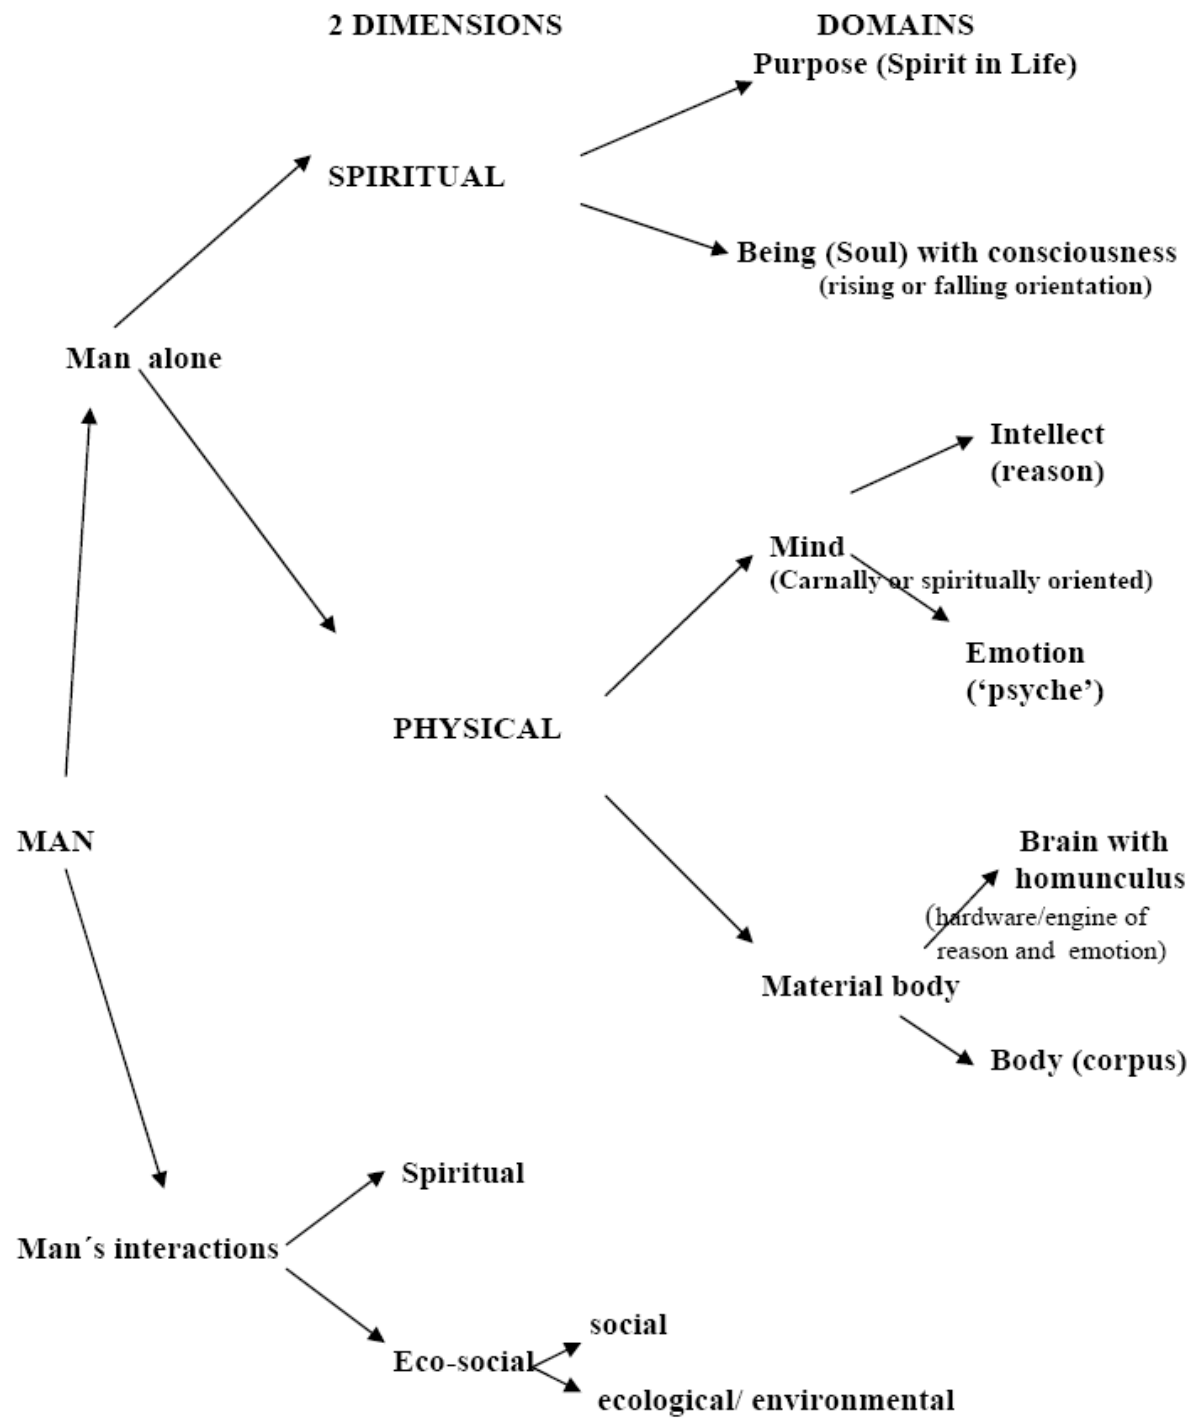 2 DIMENSIONS
DOMAINS
Purpose (Spirit in Life)
SPIRITUAL
Being (Soul) with consciousness
(rising or falling orientation)
Man alone
Intellect
(reason)
Mind
(Carnally or spiritually oriented)
Emotion
(‘psyche’)
PHYSICAL
MAN
Brain with
homunculus
(hardware/engine of
reason and emotion)
Material body
Body (corpus)
Spiritual
Man´s interactions
social
Eco-social
ecological/ environmental